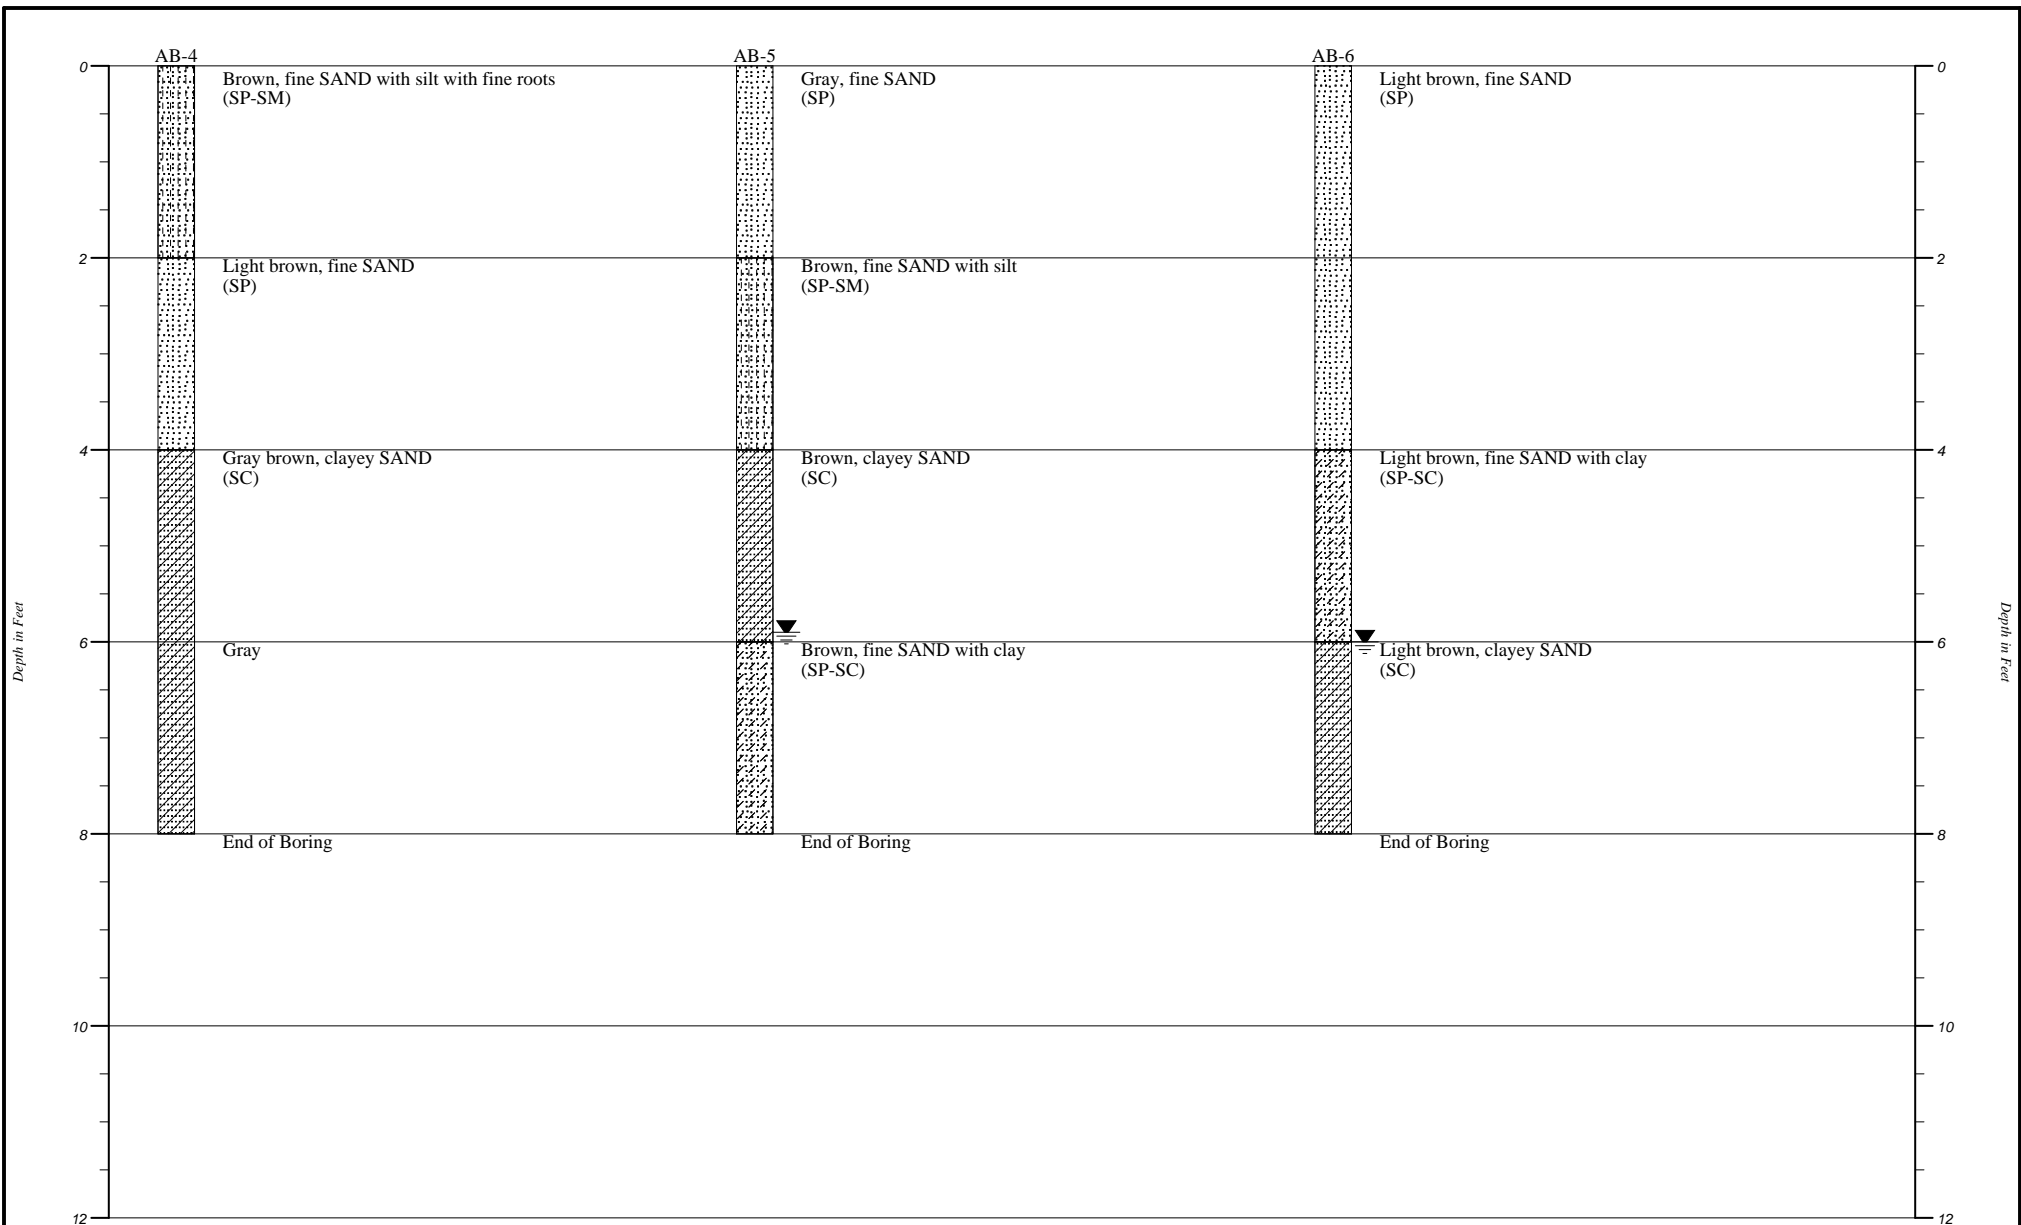 AB-4
AB-5
AB-6
0
0
Brown, fine SAND with silt with fine roots
(SP-SM)
Gray, fine SAND
(SP)
Light brown, fine SAND
(SP)
2
2
Light brown, fine SAND
(SP)
Brown, fine SAND with silt
(SP-SM)
4
4
Gray brown, clayey SAND
(SC)
Brown, clayey SAND
(SC)
Light brown, fine SAND with clay
(SP-SC)
Depth in Feet
Depth in Feet
6
6
Gray
Brown, fine SAND with clay
(SP-SC)
Light brown, clayey SAND
(SC)
8
8
End of Boring
End of Boring
End of Boring
10
10
12
12